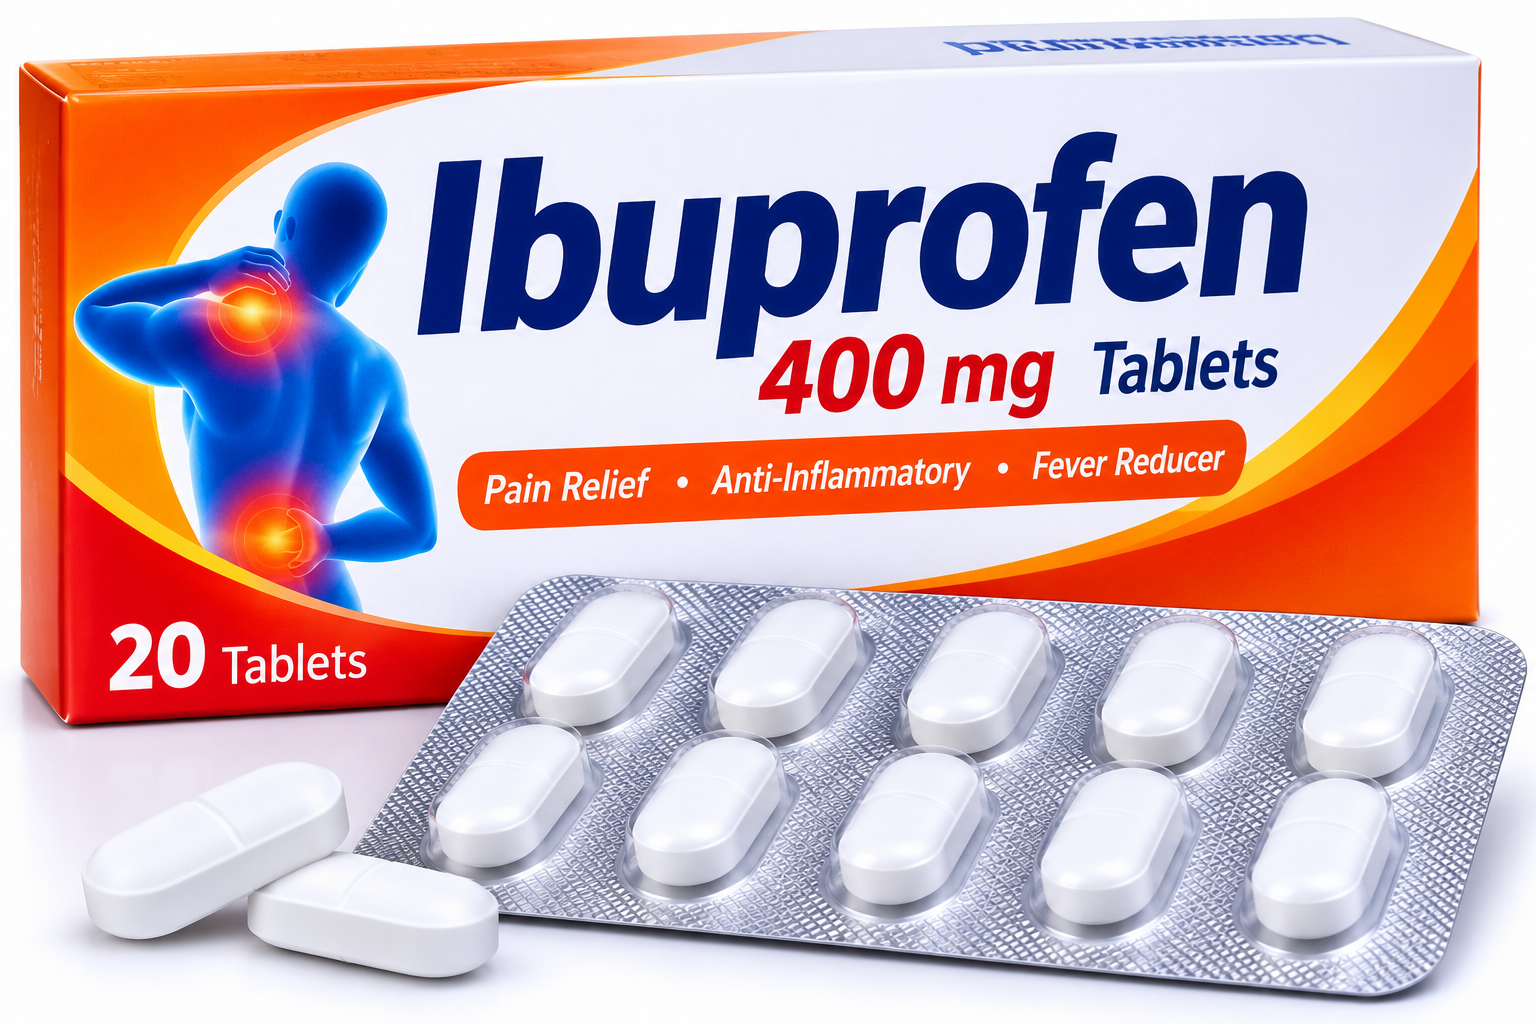 Ibuprofen
400 mg Tablets
Pain Relief • Anti-Inflammatory • Fever Reducer
20 Tablets